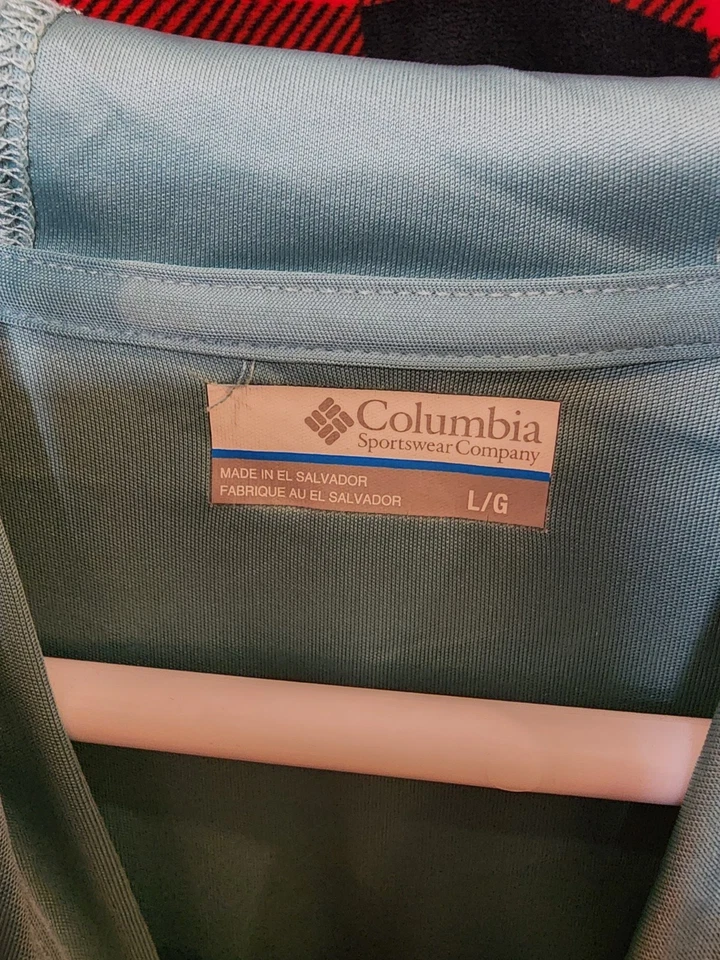 Columbia
Sportswear Company
MADE IN EL SALVADOR
FABRIQUE AU EL SALVADOR
L/G